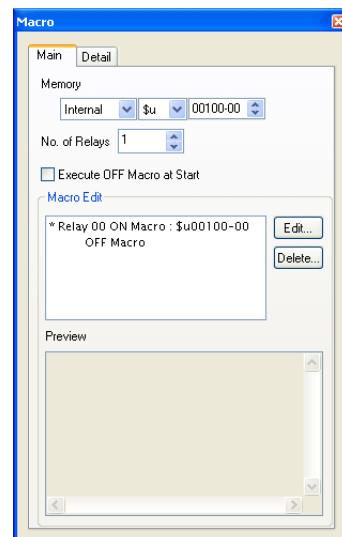 Macro
Main Detail
Memory
Internal $u 00100-00
No. of Relays 1
Execute OFF Macro at Start
Macro Edit
* Relay 00 ON Macro : $u00100-00
OFF Macro
Edit...
Delete...
Preview